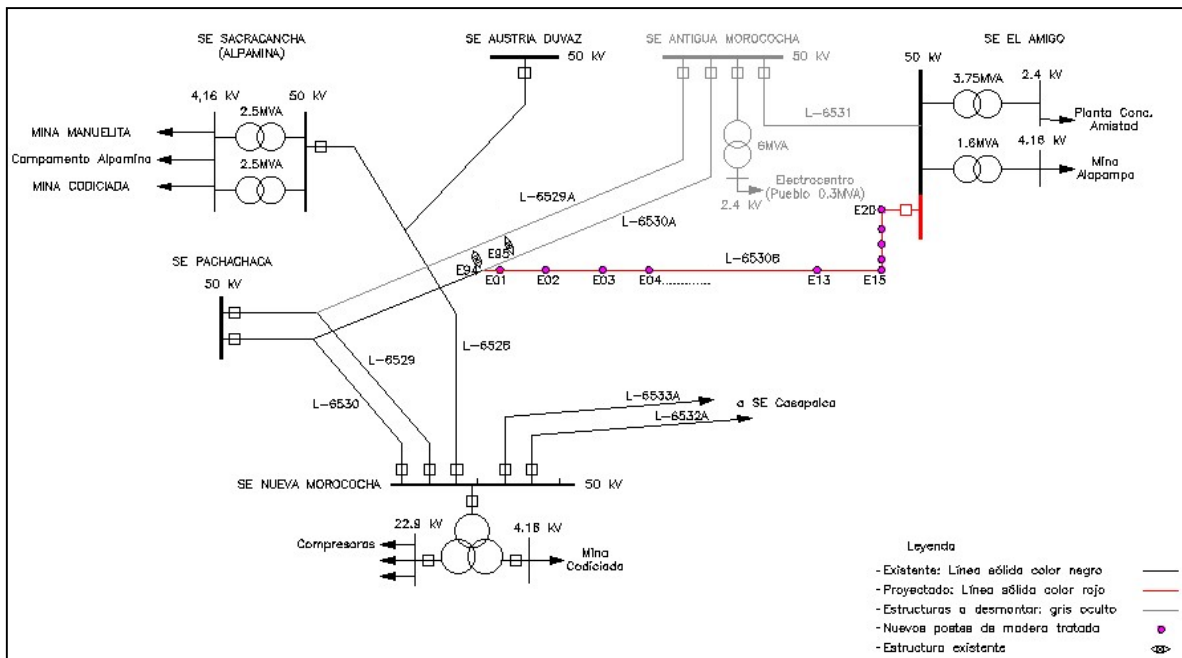 SE SACRACANCHA
(ALPAMINA)
4,16 kV
50 kV
2.5MVA
2.5MVA
MINA MANUELITA
Campamento Alpamina
MINA CODICIADA
SE AUSTRIA DUVAZ
50 kV
SE ANTIGUA MOROCOCHA
50 kV
L-6531
6MVA
Electrocentro
(Pueblo 0.3MVA)
2.4 kV
SE EL AMIGO
50 kV
3.75MVA
2.4 kV
Planta Conc.
Amistad
1.6MVA
4.16 kV
Mina
Alapampa
L-6529A
L-6530A
E20
E95
E94
L-6530B
E01
E02
E03
E04............
E13
E15
SE PACHACHACA
50 kV
L-6528
L-6529
L-6530
L-6533A
L-6532A
a SE Casapalca
SE NUEVA MOROCOCHA
50 kV
22.9 kV
4.16 kV
Compresoras
Mina
Codiciada
Leyenda
- Existente: Línea sólida color negro
- Proyectado: Línea sólida color rojo
- Estructuras a desmontar: gris oculto
- Nuevos postes de madera tratada
- Estructura existente